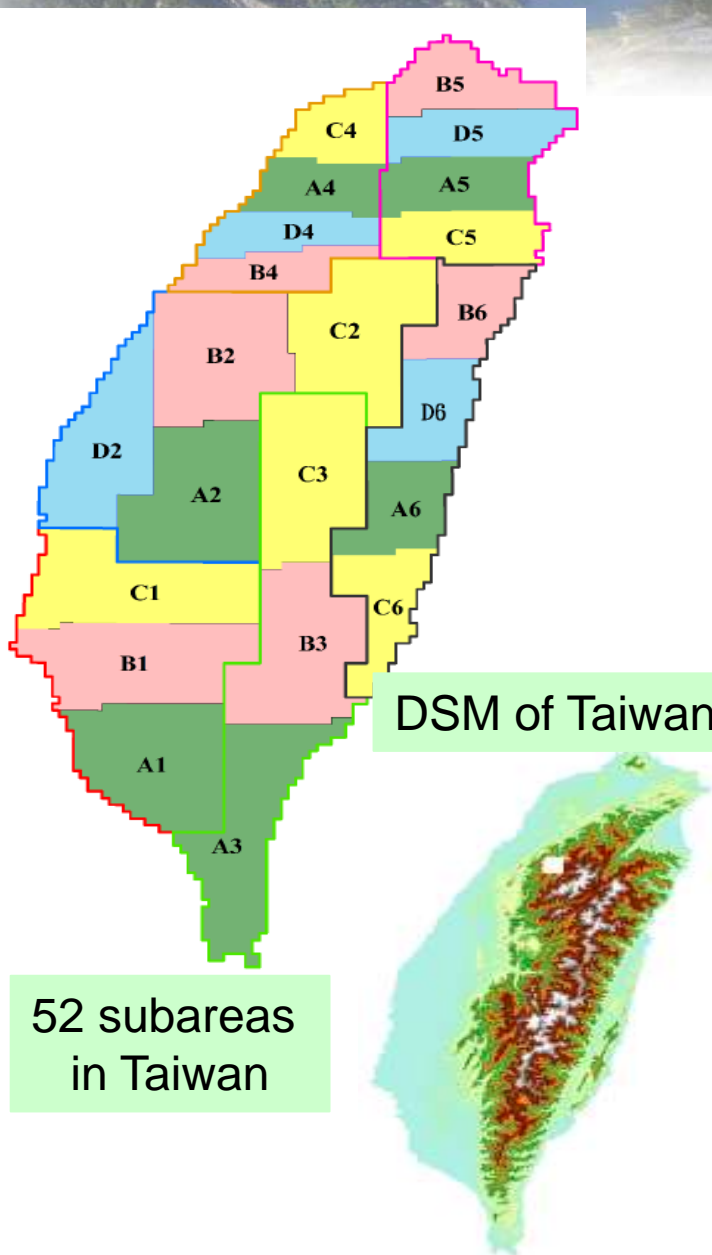 B5
C4
D5
A4
A5
D4
C5
B4
B6
C2
B2
D6
D2
C3
A2
A6
C1
C6
B3
B1
DSM of Taiwan
A1
A3
52 subareas
in Taiwan